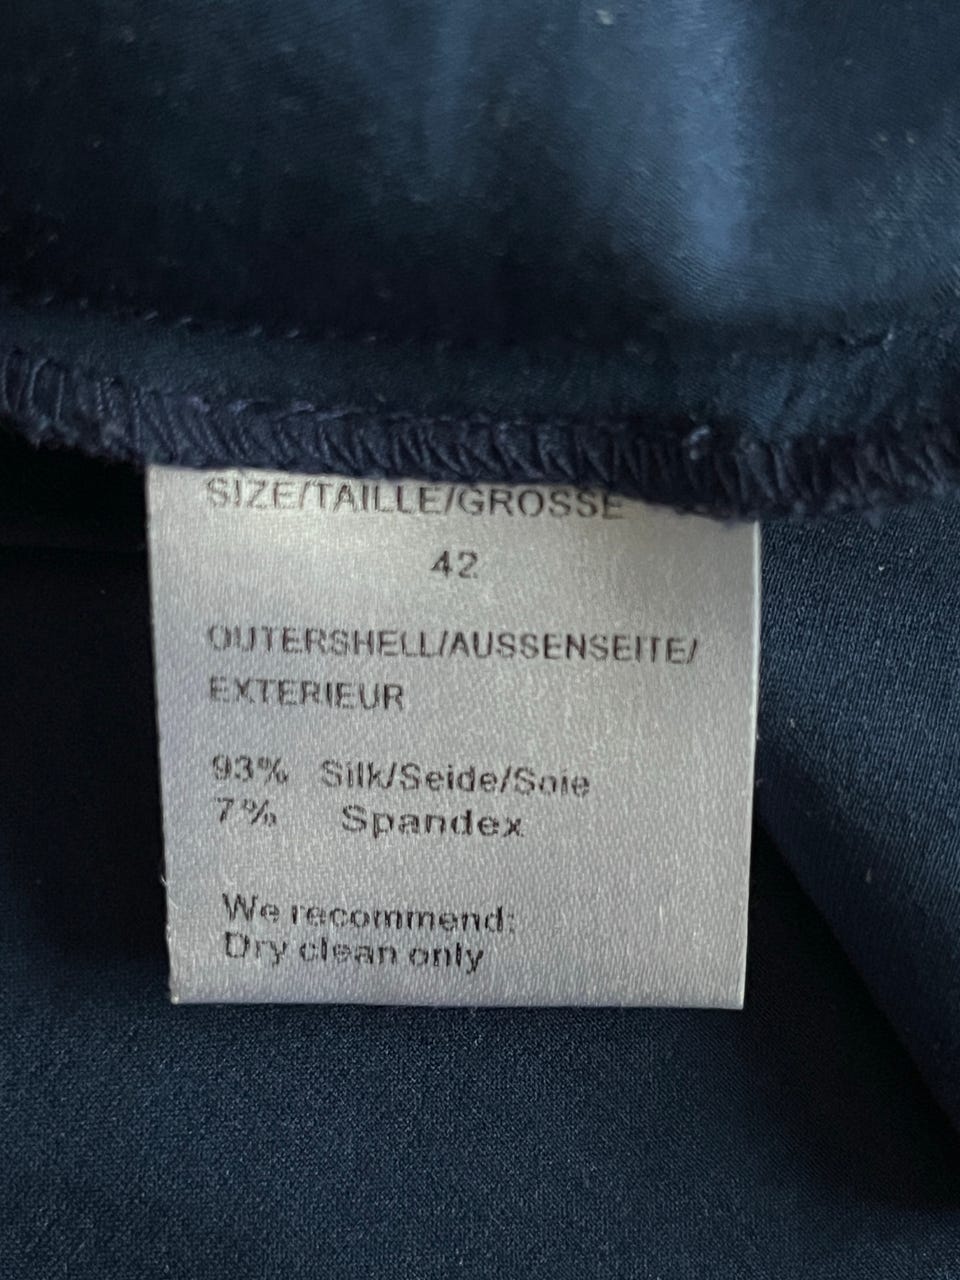 SIZE/TAILLE/GROSSE
42
OUTERSHELL/AUSSENSEITE/
EXTERIEUR
93% Silk/Seide/Soie
7% Spandex
We recommend:
Dry clean only